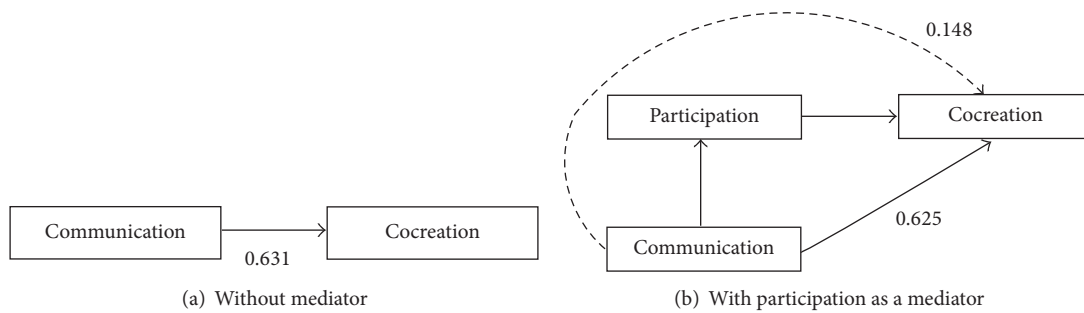 Communication
Cocreation
0.631
(a) Without mediator
0.148
Participation
Cocreation
Communication
0.625
(b) With participation as a mediator